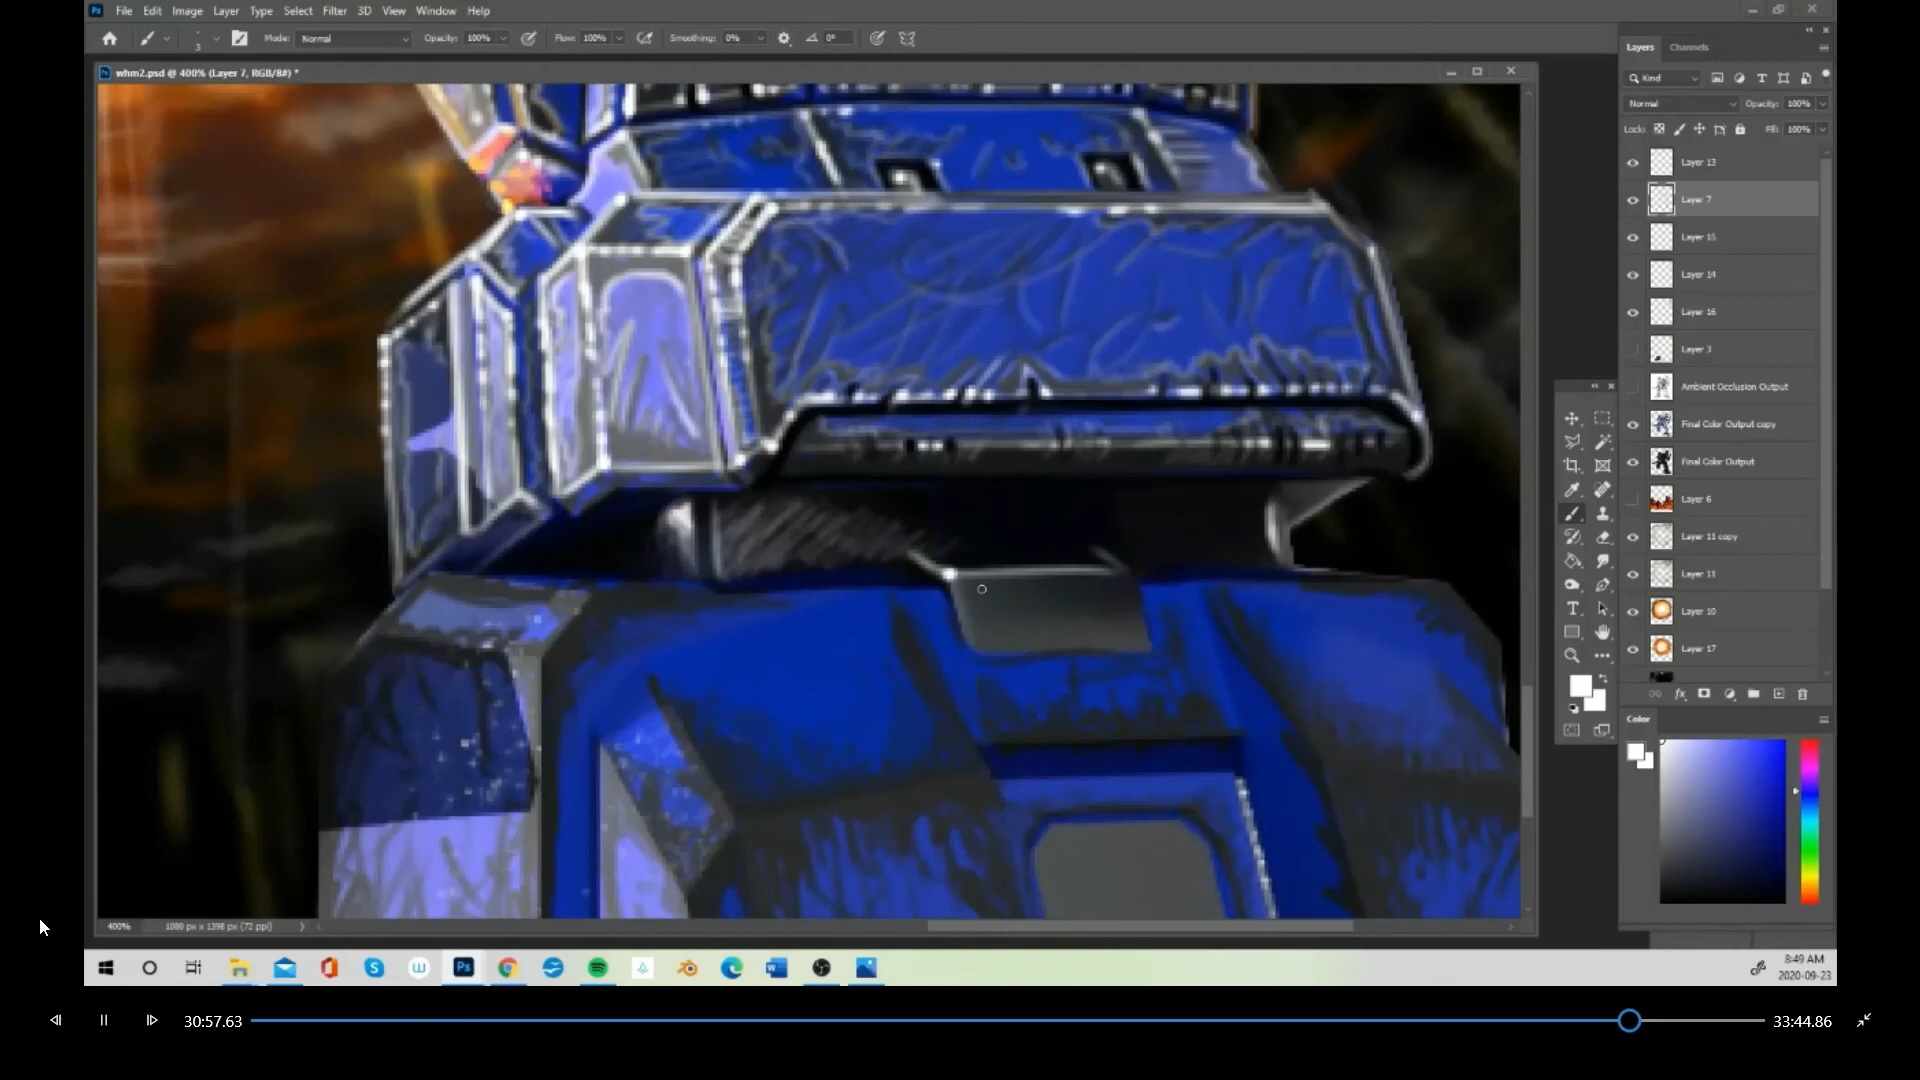 File Edit Image Layer Type Select Filter 3D View Window Help
3 Mode: Normal Opacity: 100% Flow: 100% Smoothing: 0% 0°
whm2.psd @ 400% (Layer 7, RGB/8#) *
Layers Channels
Kind
Normal Opacity: 100%
Lock: Fill: 100%
Layer 13
Layer 7
Layer 15
Layer 14
Layer 16
Layer 3
Ambient Occlusion Output
Final Color Output copy
Final Color Output
Layer 6
Layer 11 copy
Layer 11
Layer 10
Layer 17
Color
400% 1080 px x 1398 px (72 ppi)
8:49 AM
2020-09-23
30:57.63 33:44.86